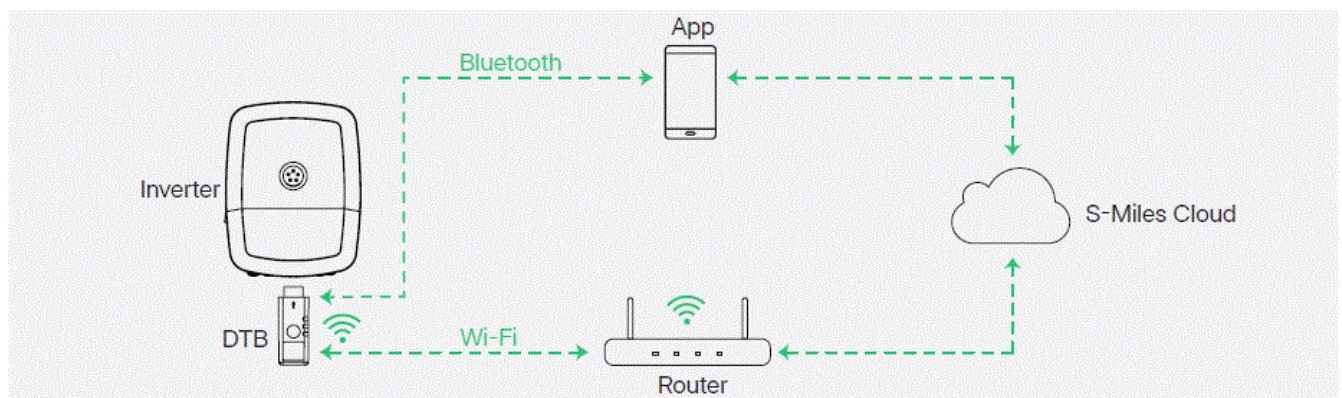 App
Bluetooth
Inverter
S-Miles Cloud
DTB
Wi-Fi
Router